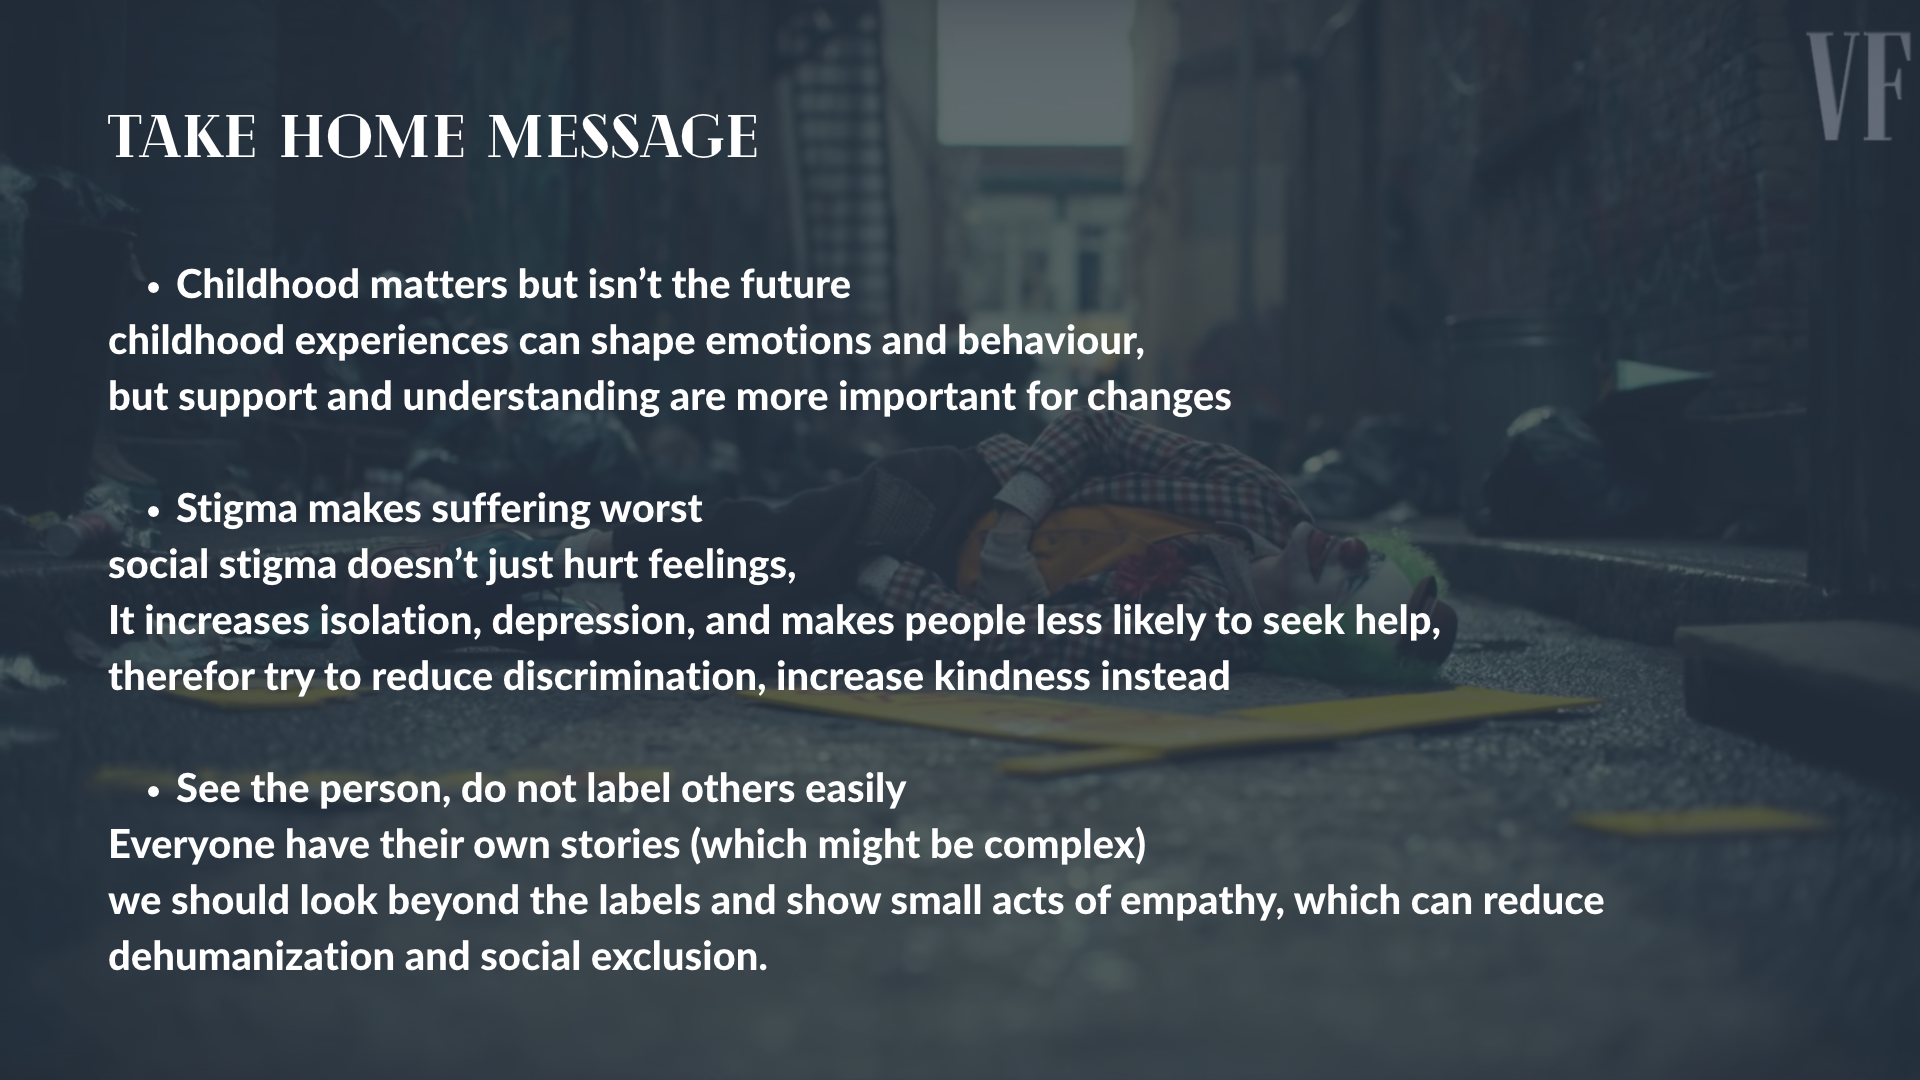 VF
TAKE HOME MESSAGE
• Childhood matters but isn’t the future
childhood experiences can shape emotions and behaviour,
but support and understanding are more important for changes
• Stigma makes suffering worst
social stigma doesn’t just hurt feelings,
It increases isolation, depression, and makes people less likely to seek help,
therefor try to reduce discrimination, increase kindness instead
• See the person, do not label others easily
Everyone have their own stories (which might be complex)
we should look beyond the labels and show small acts of empathy, which can reduce
dehumanization and social exclusion.